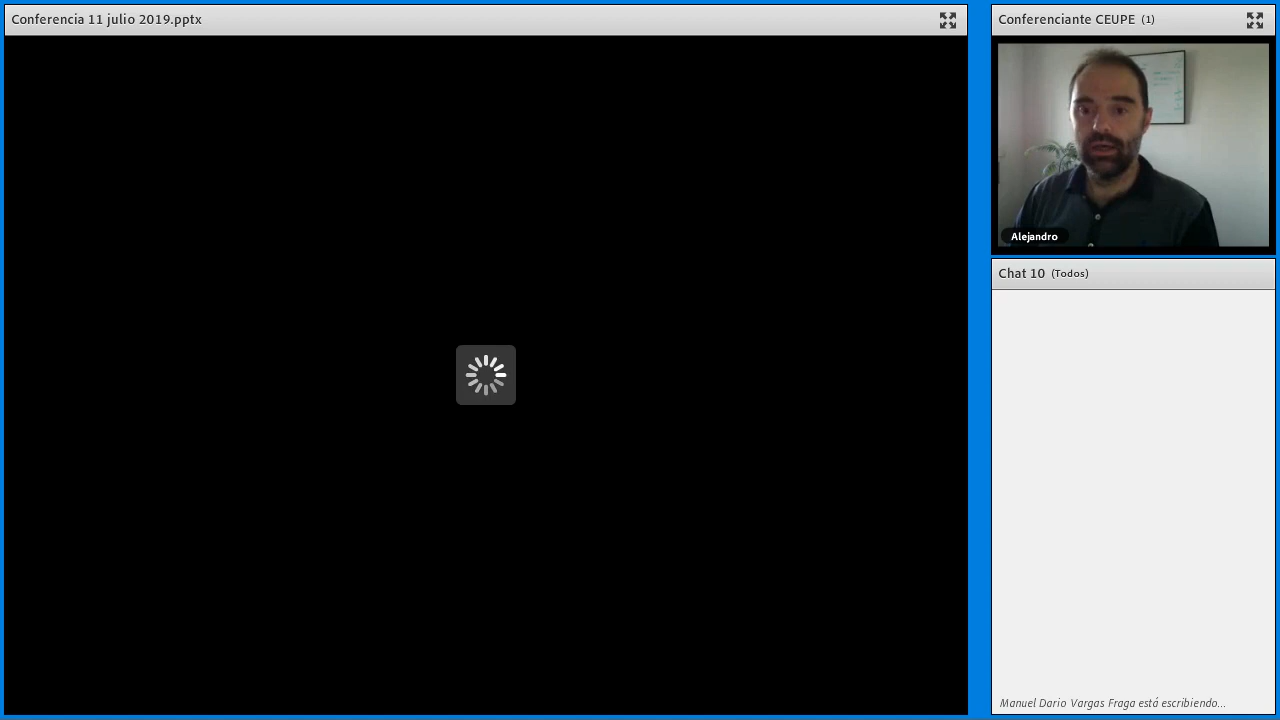 Conferencia 11 julio 2019.pptx
Conferenciante CEUPE (1)
Alejandro
Chat 10 (Todos)
Manuel Dario Vargas Fraga está escribiendo...